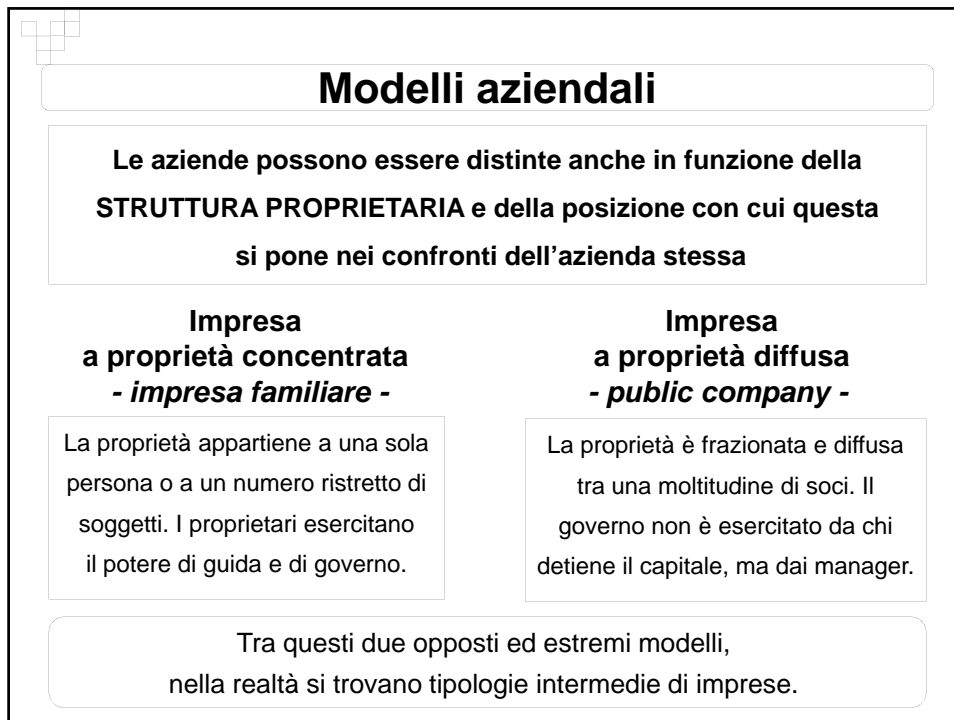 Modelli aziendali
Le aziende possono essere distinte anche in funzione della
STRUTTURA PROPRIETARIA e della posizione con cui questa
si pone nei confronti dell’azienda stessa
Impresa
a proprietà concentrata
- impresa familiare -
La proprietà appartiene a una sola
persona o a un numero ristretto di
soggetti. I proprietari esercitano
il potere di guida e di governo.
Impresa
a proprietà diffusa
- public company -
La proprietà è frazionata e diffusa
tra una moltitudine di soci. Il
governo non è esercitato da chi
detiene il capitale, ma dai manager.
Tra questi due opposti ed estremi modelli,
nella realtà si trovano tipologie intermedie di imprese.